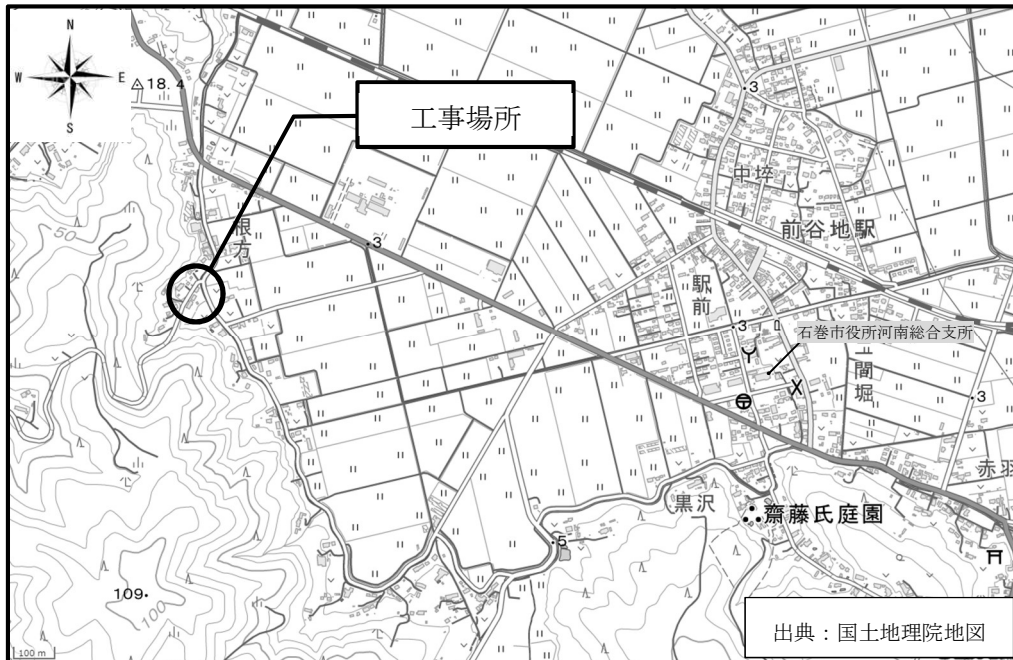 N
W E
S
18.4
工事場所
3
中埣
前谷地駅
根方
3
50
駅前
3
石巻市役所河南総合支所
闇堀
3
赤羽
黒沢
齋藤氏庭園
5
109
100
100 m
出典：国土地理院地図